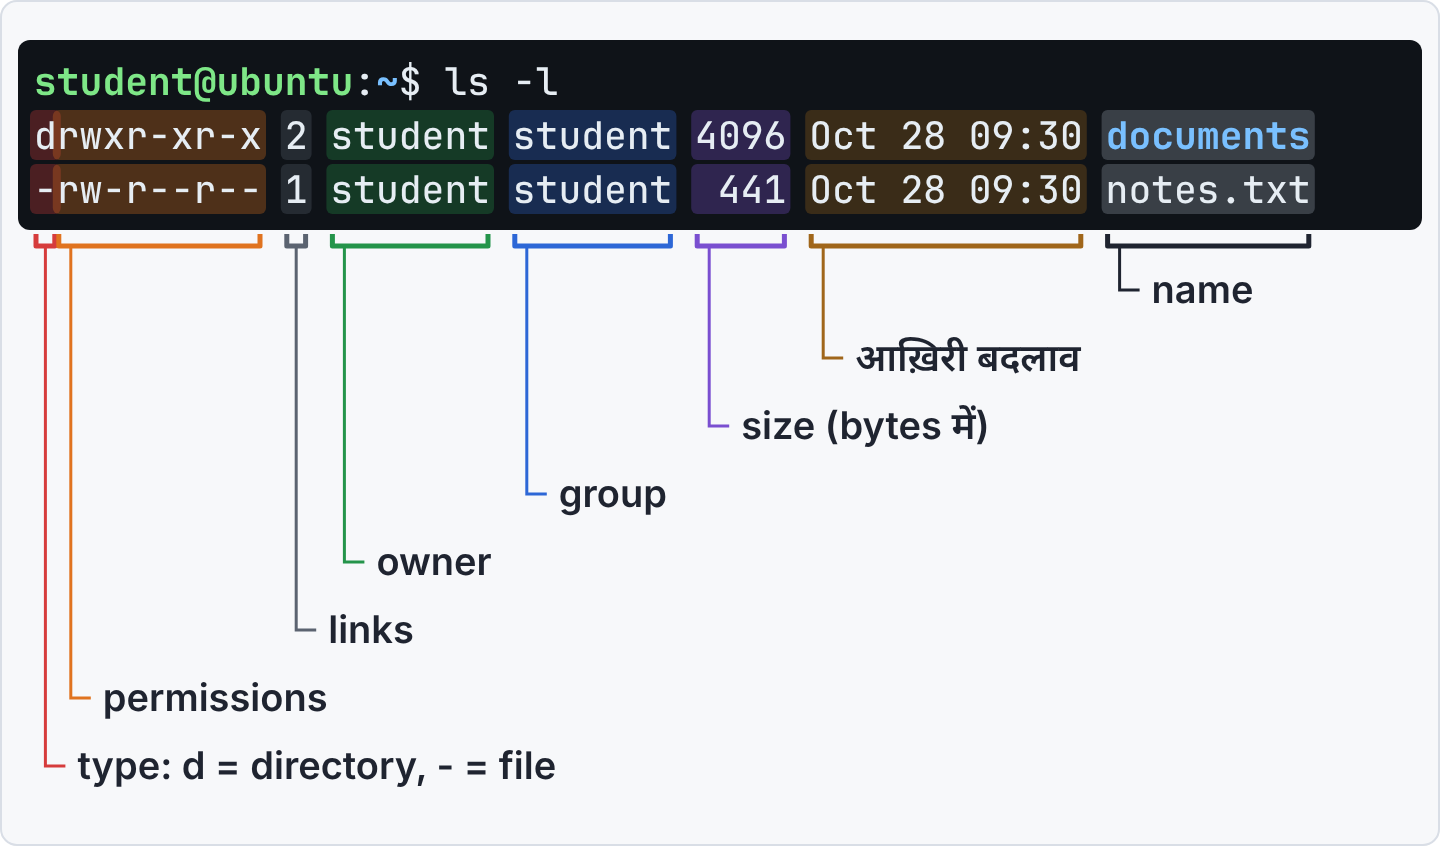 student@ubuntu:~$ ls -l
drwxr-xr-x 2 student student 4096 Oct 28 09:30 documents
-rw-r--r-- 1 student student  441 Oct 28 09:30 notes.txt
name
आख़िरी बदलाव
size (bytes में)
group
owner
links
permissions
type: d = directory, - = file